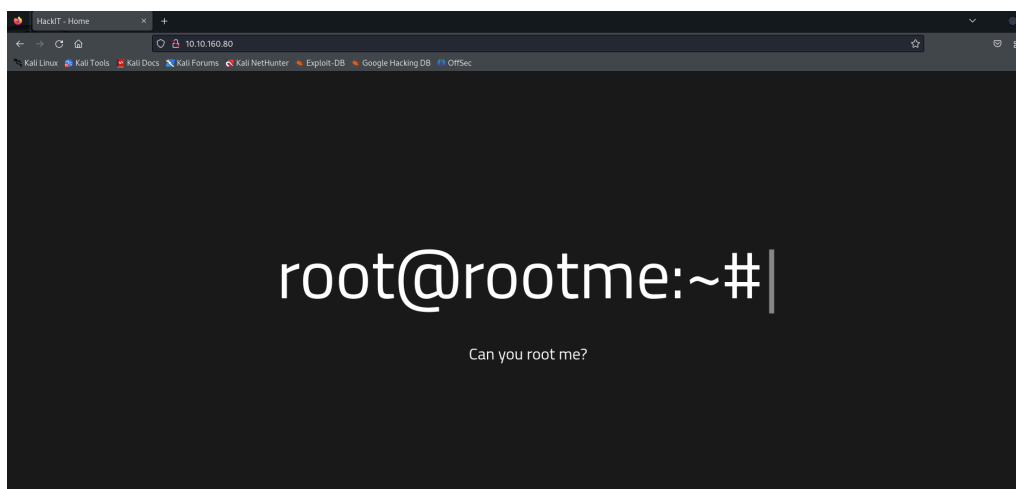 HackIT - Home
10.10.160.80
Kali Linux Kali Tools Kali Docs Kali Forums Kali NetHunter Exploit-DB Google Hacking DB OffSec
root@rootme:~#
Can you root me?